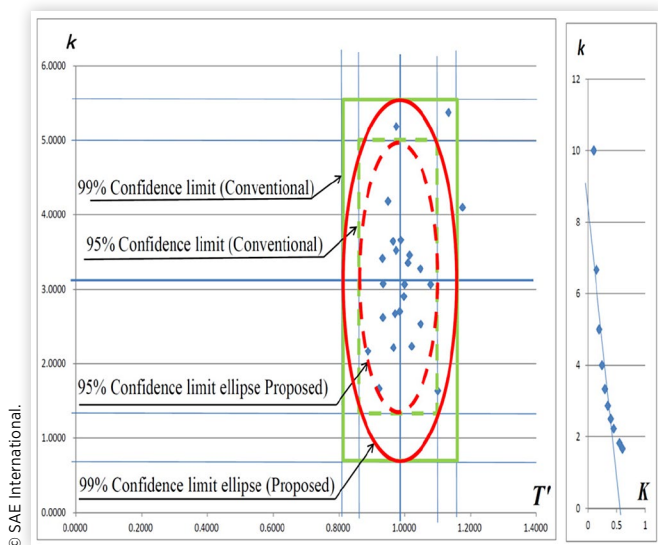 k
6.0000
5.0000
99% Confidence limit (Conventional)
4.0000
95% Confidence limit (Conventional)
3.0000
2.0000
95% Confidence limit ellipse Proposed)
1.0000
99% Confidence limit ellipse (Proposed)
T'
0.0000
0.0000 0.2000 0.4000 0.6000 0.8000 1.0000 1.2000 1.4000
k
12
10
8
6
4
2
K
0
0 0.5 1
© SAE International.